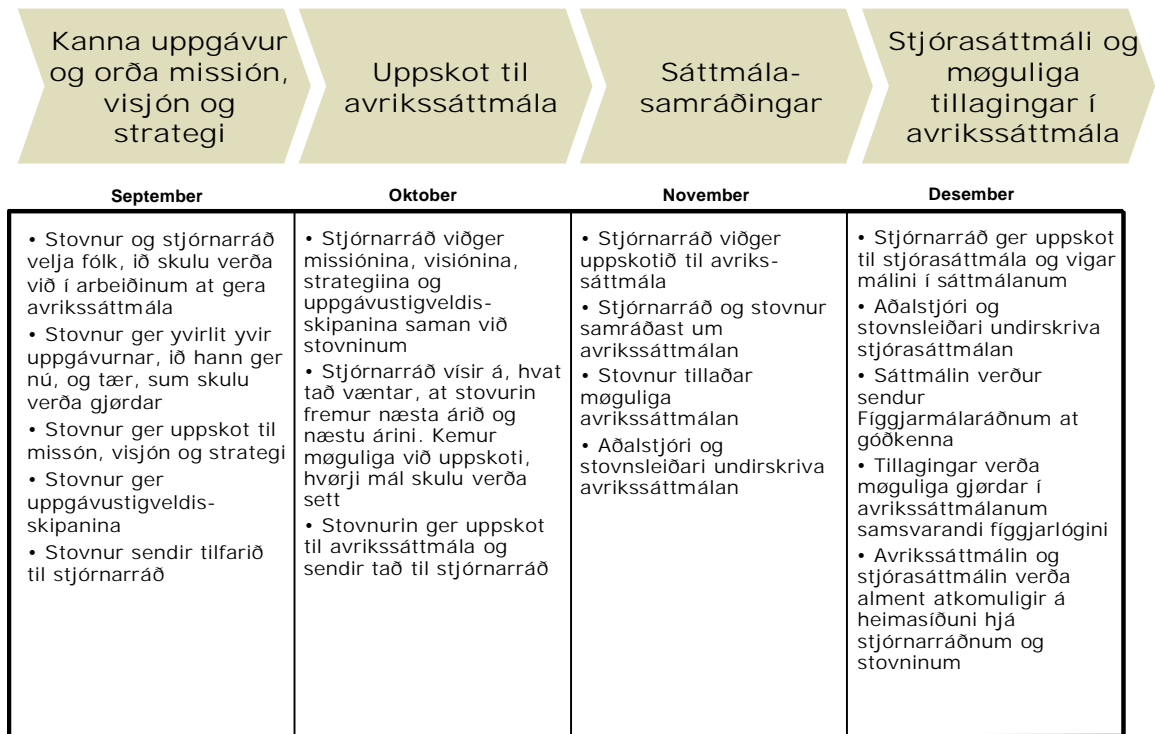 Kanna uppgávur
og orða missión,
visjón og
strategi
Uppskot til
avrikssáttmála
Sáttmála-
samráðingar
Stjórasáttmáli og
møguliga
tillagingar í
avrikssáttmála
September
Oktober
November
Desember
• Stovnur og stjórnarráð
velja fólk, ið skulu verða
við í arbeiðinum at gera
avrikssáttmála
• Stovnur ger yvirlit yvir
uppgávurnar, ið hann ger
nú, og tær, sum skulu
verða gjørdar
• Stovnur ger uppskot til
missón, visjón og strategi
• Stovnur ger
uppgávustigveldis-
skipanina
• Stovnur sendir tilfarið
til stjórnarráð
• Stjórnarráð viðger
missiónina, visiónina,
strategiina og
uppgávustigveldis-
skipanina saman við
stovninum
• Stjórnarráð vísir á, hvat
tað væntar, at stovurin
fremur næsta árið og
næstu árini. Kemur
møguliga við uppskoti,
hvørji mál skulu verða
sett
• Stovnurin ger uppskot
til avrikssáttmála og
sendir tað til stjórnarráð
• Stjórnarráð viðger
uppskotið til avriks-
sáttmála
• Stjórnarráð og stovnur
samráðast um
avrikssáttmálan
• Stovnur tillaðar
møguliga
avrikssáttmálan
• Aðalstjóri og
stovnsleiðari undirskriva
avrikssáttmálan
• Stjórnarráð ger uppskot
til stjórasáttmála og vigar
málini í sáttmálanum
• Aðalstjóri og
stovnsleiðari undirskriva
stjórasáttmálan
• Sáttmálin verður
sendur
Fíggjarmálaráðnum at
góðkenna
• Tillagingar verða
møguliga gjørdar í
avrikssáttmálanum
samsvarandi fíggjarlógini
• Avrikssáttmálin og
stjórasáttmálin verða
alment atkomuligir á
heimasíðuni hjá
stjórnarráðnum og
stovninum